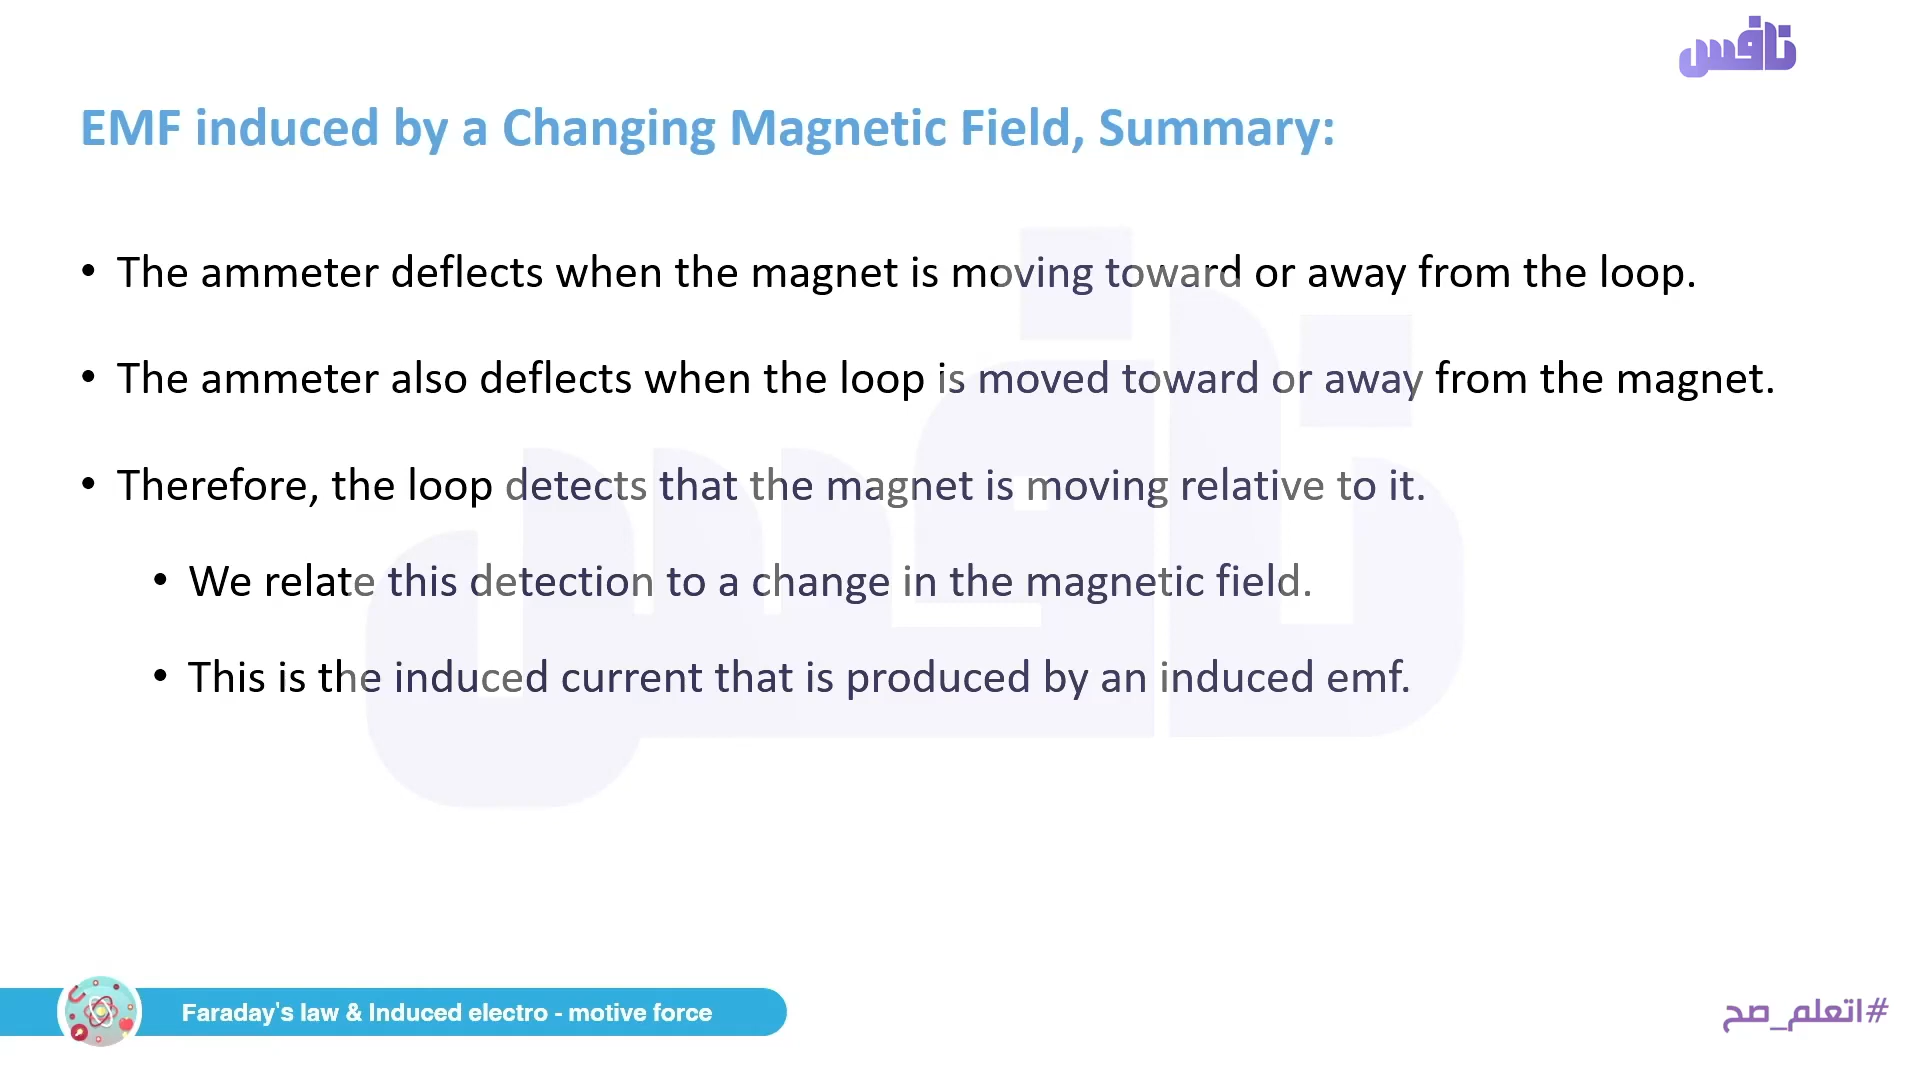 نافس
EMF induced by a Changing Magnetic Field, Summary:
• The ammeter deflects when the magnet is moving toward or away from the loop.
• The ammeter also deflects when the loop is moved toward or away from the magnet.
• Therefore, the loop detects that the magnet is moving relative to it.
• We relate this detection to a change in the magnetic field.
• This is the induced current that is produced by an induced emf.
Faraday's law & Induced electro - motive force
#اتعلم_صح